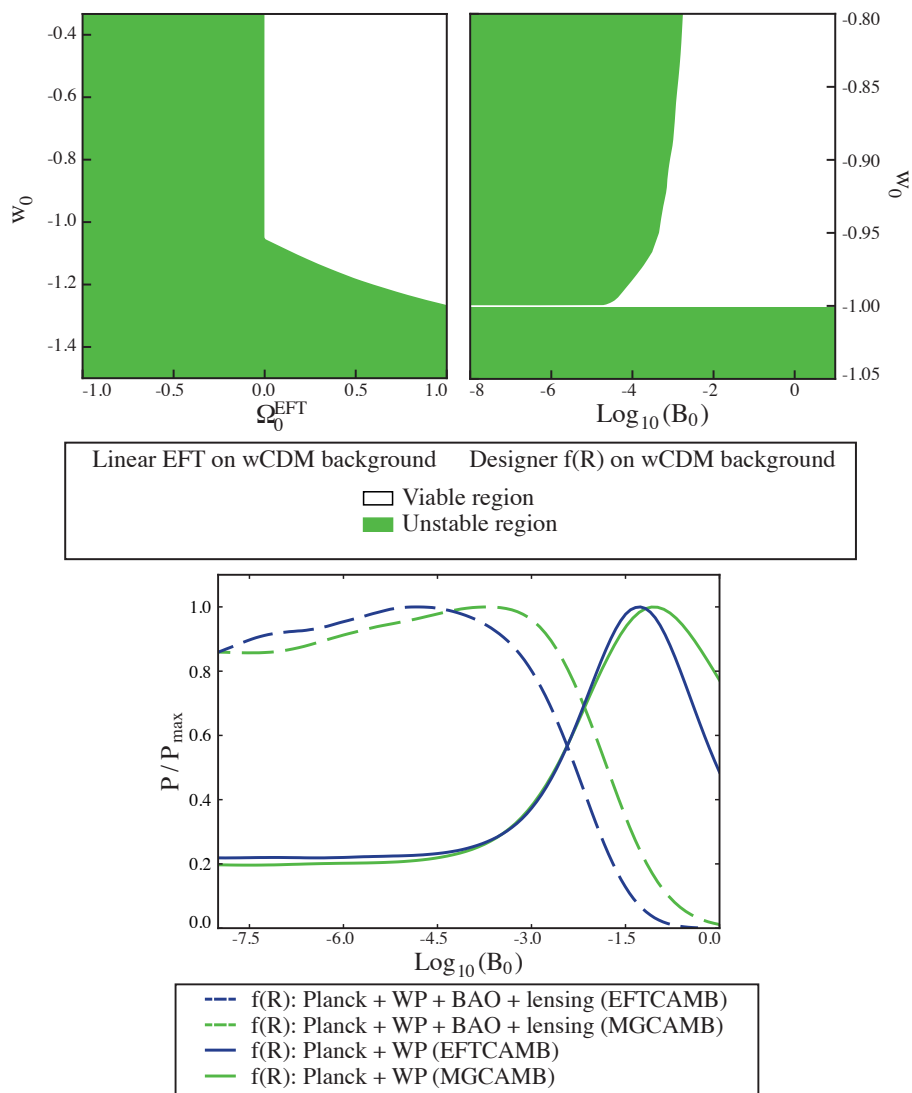 w0
-0.4
-0.6
-0.8
-1.0
-1.2
-1.4
-1.0
-0.5
0.0
0.5
1.0
Ω0^EFT
-0.80
-0.85
-0.90
-0.95
-1.00
-1.05
w0
-8
-6
-4
-2
0
Log10(B0)
Linear EFT on wCDM background Designer f(R) on wCDM background
Viable region
Unstable region
P / Pmax
1.0
0.8
0.6
0.4
0.2
0.0
-7.5
-6.0
-4.5
-3.0
-1.5
0.0
Log10(B0)
f(R): Planck + WP + BAO + lensing (EFTCAMB)
f(R): Planck + WP + BAO + lensing (MGCAMB)
f(R): Planck + WP (EFTCAMB)
f(R): Planck + WP (MGCAMB)